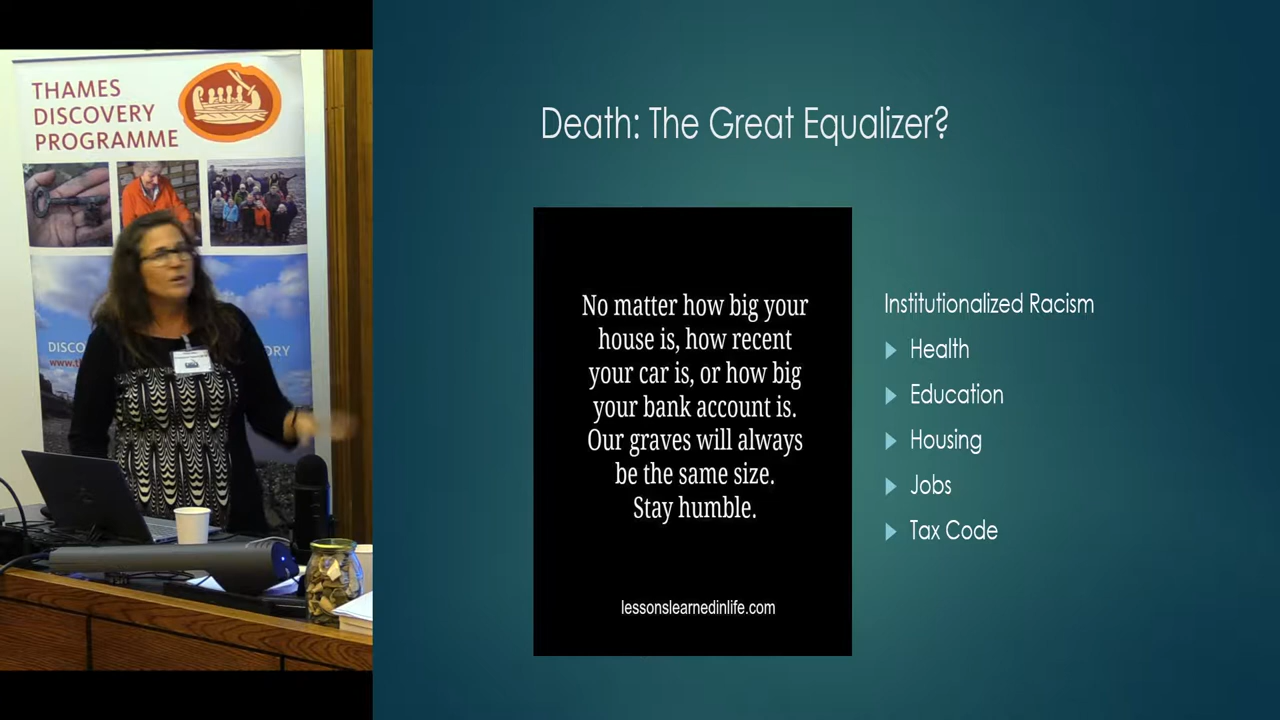 THAMES
DISCOVERY
PROGRAMME
DISCO
ORY
www.t
Death: The Great Equalizer?
No matter how big your
house is, how recent
your car is, or how big
your bank account is.
Our graves will always
be the same size.
Stay humble.
lessonslearnedinlife.com
Institutionalized Racism
Health
Education
Housing
Jobs
Tax Code